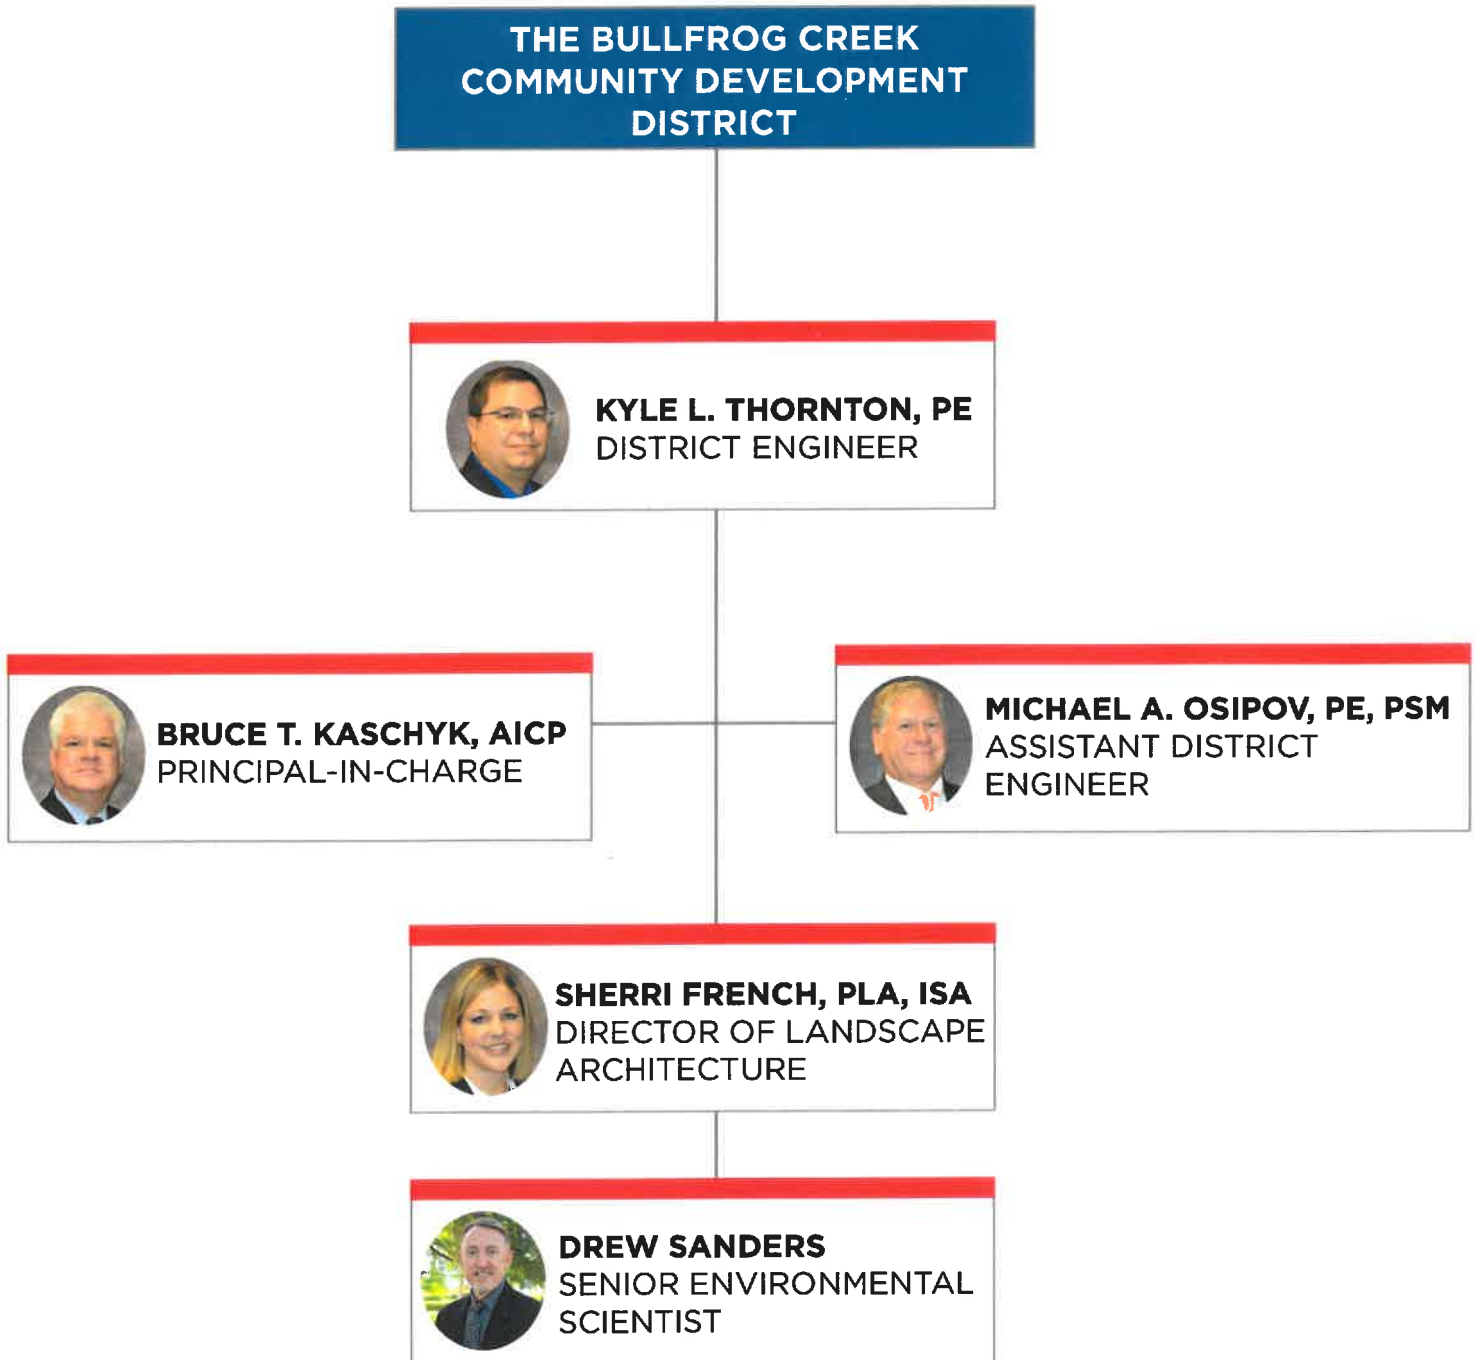 THE BULLFROG CREEK
COMMUNITY DEVELOPMENT
DISTRICT
KYLE L. THORNTON, PE
DISTRICT ENGINEER
BRUCE T. KASCHYK, AICP
PRINCIPAL-IN-CHARGE
MICHAEL A. OSIPOV, PE, PSM
ASSISTANT DISTRICT
ENGINEER
SHERRI FRENCH, PLA, ISA
DIRECTOR OF LANDSCAPE
ARCHITECTURE
DREW SANDERS
SENIOR ENVIRONMENTAL
SCIENTIST